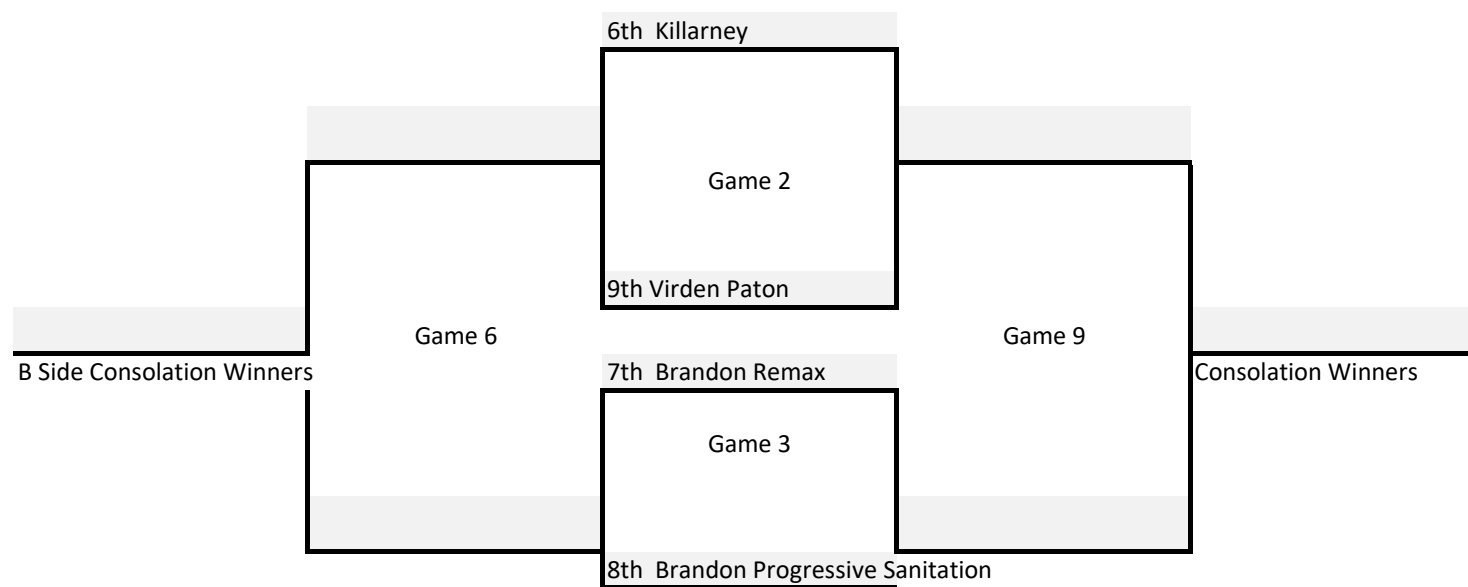 6th  Killarney
Game 2
9th Virden Paton
Game 6
Game 9
7th  Brandon Remax
B Side Consolation Winners
Consolation Winners
Game 3
8th  Brandon Progressive Sanitation